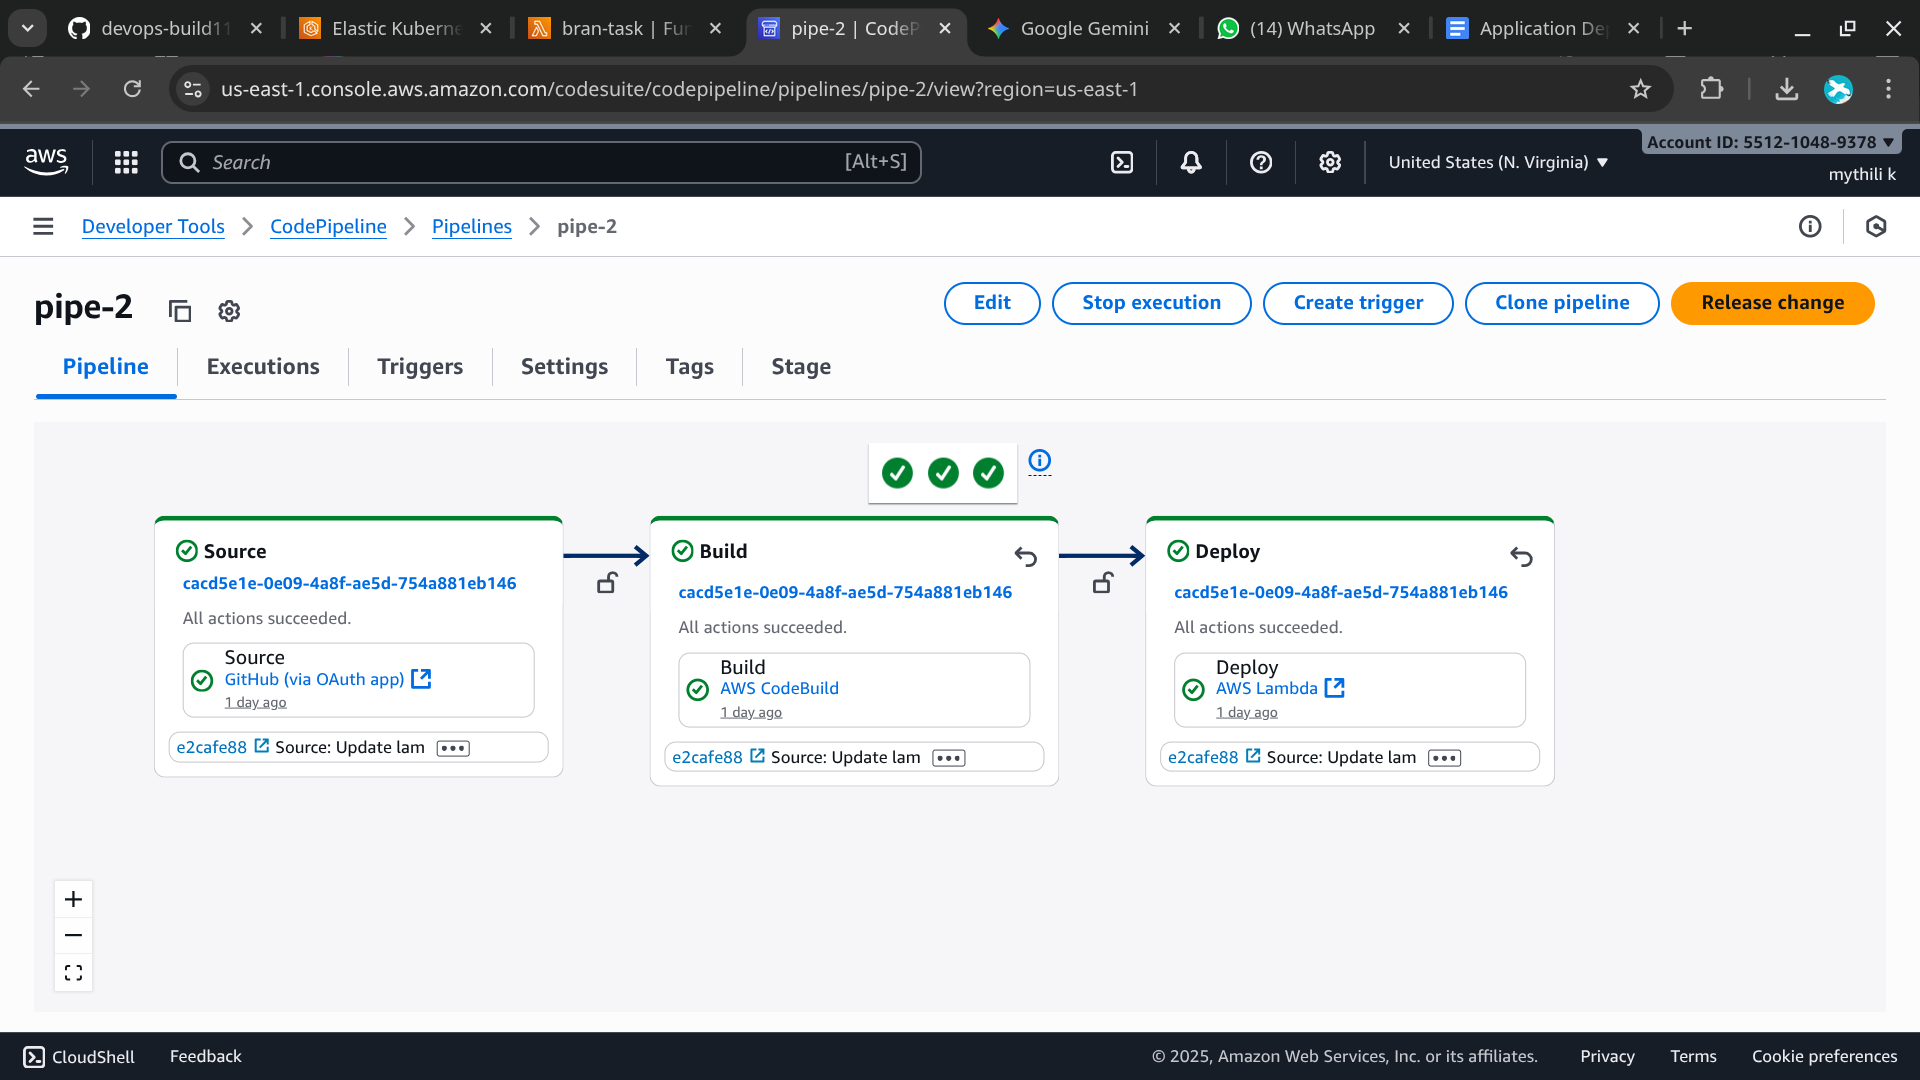 devops-build11
Elastic Kuberne
bran-task | Fun
pipe-2 | CodeP
Google Gemini
(14) WhatsApp
Application De
us-east-1.console.aws.amazon.com/codesuite/codepipeline/pipelines/pipe-2/view?region=us-east-1
aws
Search
[Alt+S]
United States (N. Virginia)
Account ID: 5512-1048-9378
mythili k
Developer Tools
CodePipeline
Pipelines
pipe-2
pipe-2
Edit
Stop execution
Create trigger
Clone pipeline
Release change
Pipeline
Executions
Triggers
Settings
Tags
Stage
Source
cacd5e1e-0e09-4a8f-ae5d-754a881eb146
All actions succeeded.
Source
GitHub (via OAuth app)
1 day ago
e2cafe88 Source: Update lam
Build
cacd5e1e-0e09-4a8f-ae5d-754a881eb146
All actions succeeded.
Build
AWS CodeBuild
1 day ago
e2cafe88 Source: Update lam
Deploy
cacd5e1e-0e09-4a8f-ae5d-754a881eb146
All actions succeeded.
Deploy
AWS Lambda
1 day ago
e2cafe88 Source: Update lam
CloudShell
Feedback
© 2025, Amazon Web Services, Inc. or its affiliates.
Privacy
Terms
Cookie preferences